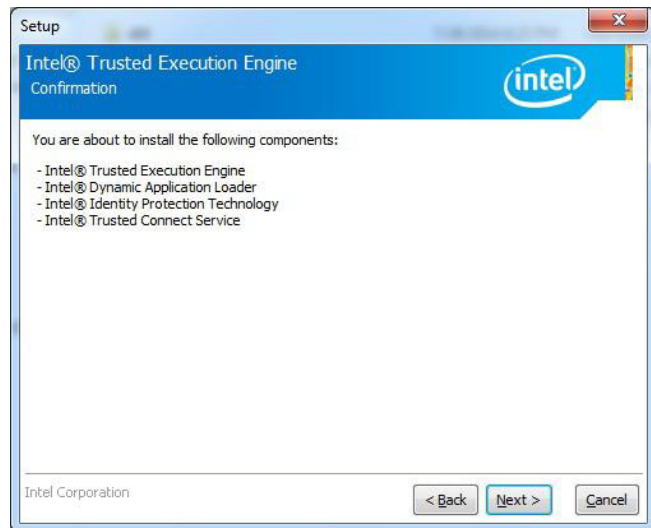 Setup
Intel® Trusted Execution Engine
Confirmation
intel
You are about to install the following components:
- Intel® Trusted Execution Engine
- Intel® Dynamic Application Loader
- Intel® Identity Protection Technology
- Intel® Trusted Connect Service
Intel Corporation
< Back
Next >
Cancel